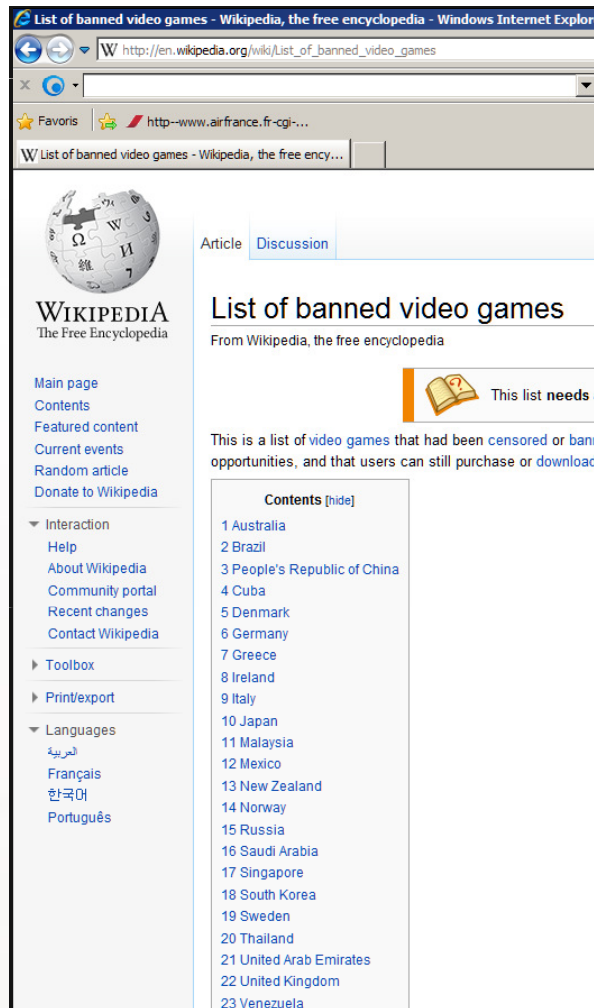 List of banned video games - Wikipedia, the free encyclopedia - Windows Internet Explor
W http://en.wikipedia.org/wiki/List_of_banned_video_games
Favoris http--www.airfrance.fr-cgi-...
W List of banned video games - Wikipedia, the free ency...
Ω W И 維 7
WIKIPEDIA
The Free Encyclopedia
Main page
Contents
Featured content
Current events
Random article
Donate to Wikipedia
Interaction
Help
About Wikipedia
Community portal
Recent changes
Contact Wikipedia
Toolbox
Print/export
Languages
العربية
Français
한국어
Português
Article Discussion
List of banned video games
From Wikipedia, the free encyclopedia
?
This list needs
This is a list of video games that had been censored or bann
opportunities, and that users can still purchase or download
Contents [hide]
1 Australia
2 Brazil
3 People's Republic of China
4 Cuba
5 Denmark
6 Germany
7 Greece
8 Ireland
9 Italy
10 Japan
11 Malaysia
12 Mexico
13 New Zealand
14 Norway
15 Russia
16 Saudi Arabia
17 Singapore
18 South Korea
19 Sweden
20 Thailand
21 United Arab Emirates
22 United Kingdom
23 Venezuela